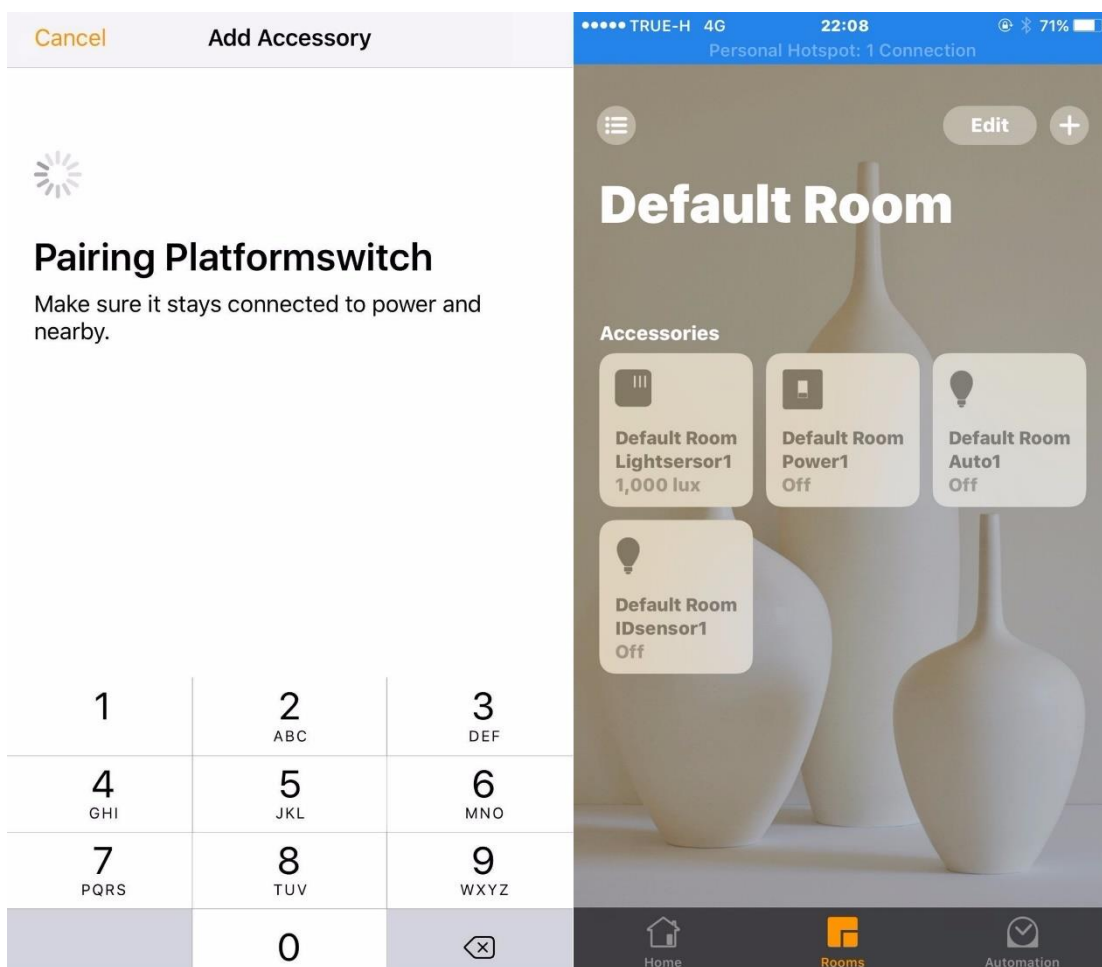 Cancel
Add Accessory
Pairing Platformswitch
Make sure it stays connected to power and
nearby.
1
2
ABC
3
DEF
4
GHI
5
JKL
6
MNO
7
PQRS
8
TUV
9
WXYZ
0
TRUE-H 4G
22:08
71%
Personal Hotspot: 1 Connection
Edit
Default Room
Accessories
Default Room
Lightsersor1
1,000 lux
Default Room
Power1
Off
Default Room
Auto1
Off
Default Room
IDsensor1
Off
Home
Rooms
Automation